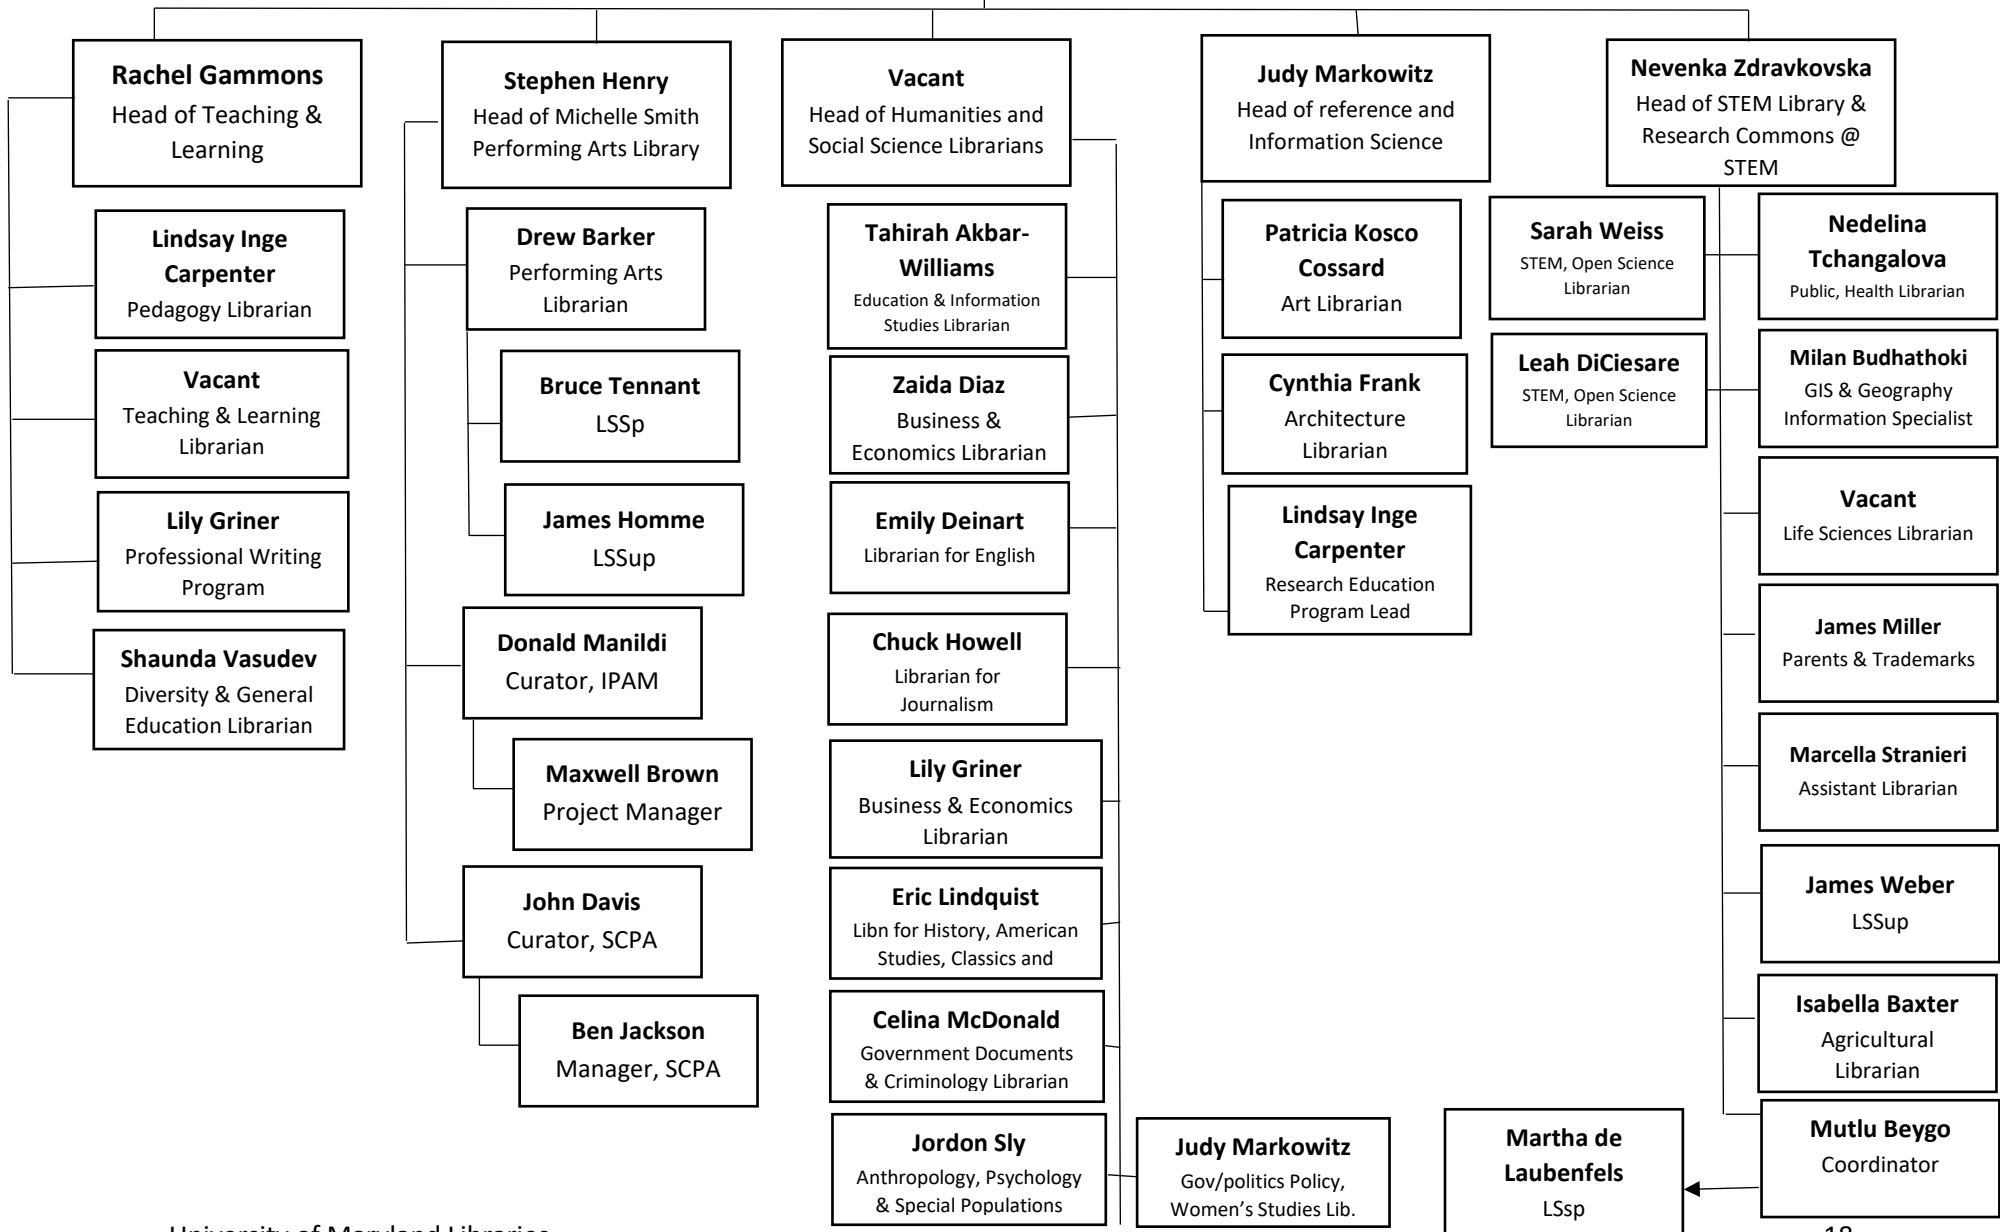 Rachel Gammons
Head of Teaching &
Learning
Lindsay Inge
Carpenter
Pedagogy Librarian
Vacant
Teaching & Learning
Librarian
Lily Griner
Professional Writing
Program
Shaunda Vasudev
Diversity & General
Education Librarian
Stephen Henry
Head of Michelle Smith
Performing Arts Library
Drew Barker
Performing Arts
Librarian
Bruce Tennant
LSSp
James Homme
LSSup
Donald Manildi
Curator, IPAM
Maxwell Brown
Project Manager
John Davis
Curator, SCPA
Ben Jackson
Manager, SCPA
Vacant
Head of Humanities and
Social Science Librarians
Tahirah Akbar-
Williams
Education & Information
Studies Librarian
Zaida Diaz
Business &
Economics Librarian
Emily Deinart
Librarian for English
Chuck Howell
Librarian for
Journalism
Lily Griner
Business & Economics
Librarian
Eric Lindquist
Libn for History, American
Studies, Classics and
Celina McDonald
Government Documents
& Criminology Librarian
Jordon Sly
Anthropology, Psychology
& Special Populations
Judy Markowitz
Gov/politics Policy,
Women’s Studies Lib.
Judy Markowitz
Head of reference and
Information Science
Patricia Kosco
Cossard
Art Librarian
Cynthia Frank
Architecture
Librarian
Lindsay Inge
Carpenter
Research Education
Program Lead
Nevenka Zdravkovska
Head of STEM Library &
Research Commons @
STEM
Sarah Weiss
STEM, Open Science
Librarian
Leah DiCiesare
STEM, Open Science
Librarian
Nedelina
Tchangalova
Public, Health Librarian
Milan Budhathoki
GIS & Geography
Information Specialist
Vacant
Life Sciences Librarian
James Miller
Parents & Trademarks
Marcella Stranieri
Assistant Librarian
James Weber
LSSup
Isabella Baxter
Agricultural
Librarian
Mutlu Beygo
Coordinator
Martha de
Laubenfels
LSsp
University of Maryland Libraries
18